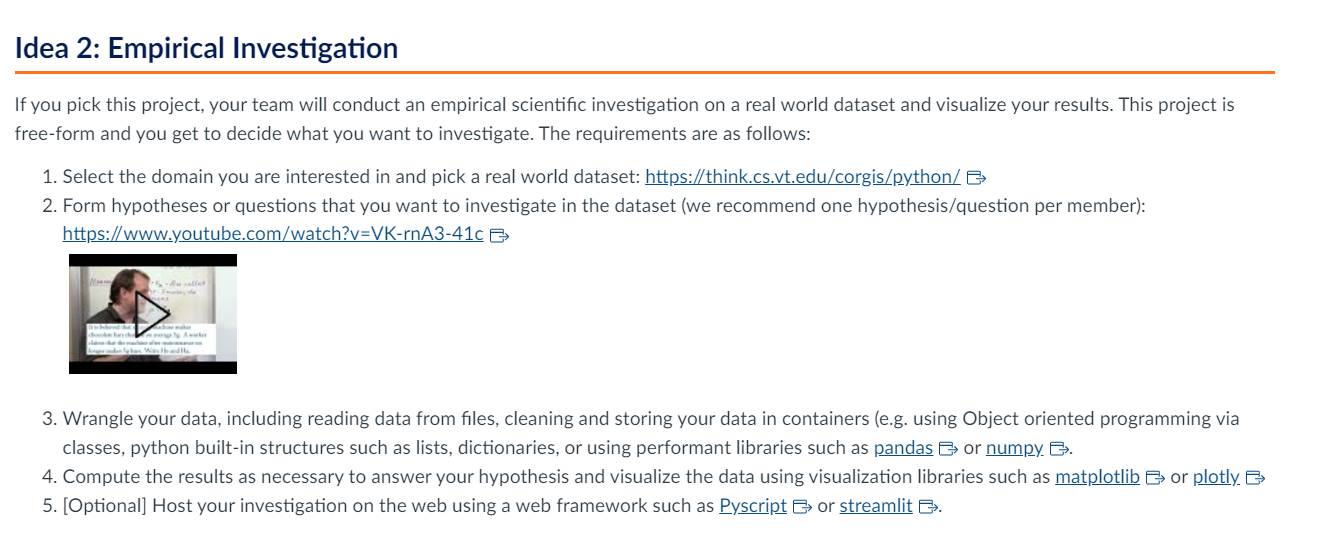 Idea 2: Empirical Investigation
If you pick this project, your team will conduct an empirical scientific investigation on a real world dataset and visualize your results. This project is
free-form and you get to decide what you want to investigate. The requirements are as follows:
1. Select the domain you are interested in and pick a real world dataset: https://think.cs.vt.edu/corgis/python/
2. Form hypotheses or questions that you want to investigate in the dataset (we recommend one hypothesis/question per member):
https://www.youtube.com/watch?v=VK-rnA3-41c
3. Wrangle your data, including reading data from files, cleaning and storing your data in containers (e.g. using Object oriented programming via
classes, python built-in structures such as lists, dictionaries, or using performant libraries such as pandas or numpy.
4. Compute the results as necessary to answer your hypothesis and visualize the data using visualization libraries such as matplotlib or plotly
5. [Optional] Host your investigation on the web using a web framework such as Pyscript or streamlit.